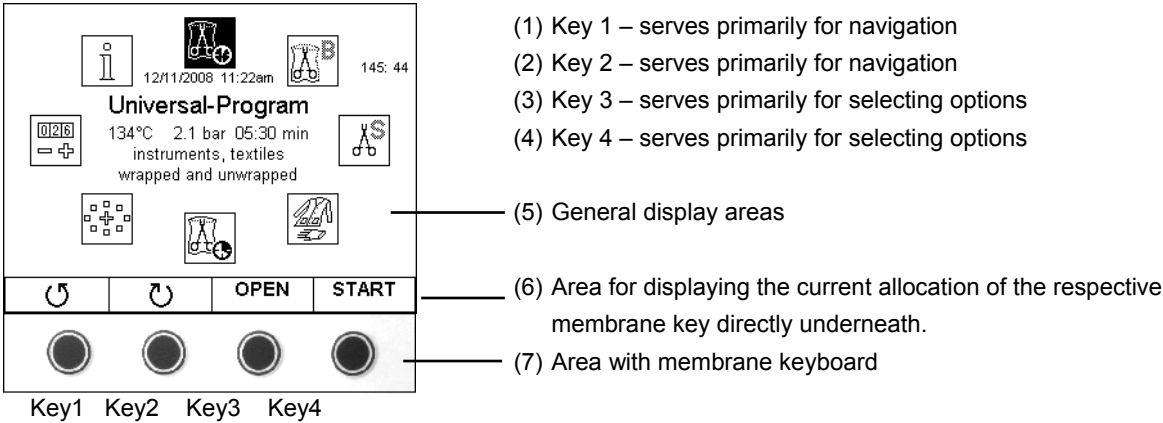 i
B
12/11/2008 11:22am
145: 44
Universal-Program
026
134°C 2.1 bar 05:30 min
S
instruments, textiles
wrapped and unwrapped
OPEN START
Key1 Key2 Key3 Key4
(1) Key 1 – serves primarily for navigation
(2) Key 2 – serves primarily for navigation
(3) Key 3 – serves primarily for selecting options
(4) Key 4 – serves primarily for selecting options
(5) General display areas
(6) Area for displaying the current allocation of the respective
membrane key directly underneath.
(7) Area with membrane keyboard